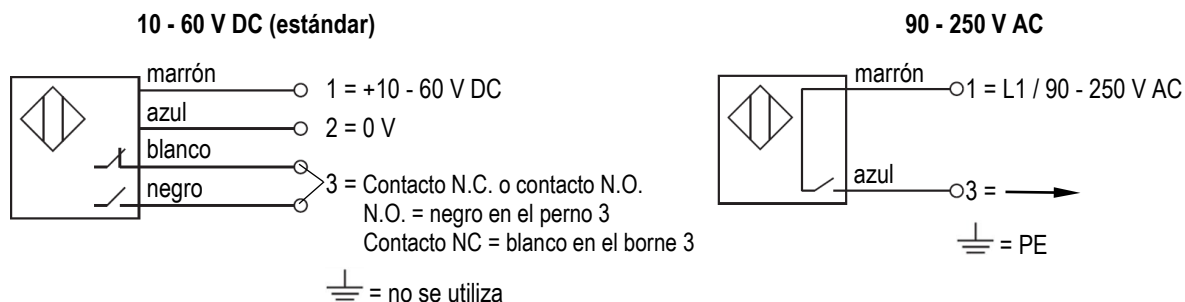 10 - 60 V DC (estándar)
marrón
1 = +10 - 60 V DC
azul
2 = 0 V
blanco
negro
3 = Contacto N.C. o contacto N.O.
N.O. = negro en el perno 3
Contacto NC = blanco en el borne 3
= no se utiliza
90 - 250 V AC
marrón
1 = L1 / 90 - 250 V AC
azul
3 =
= PE